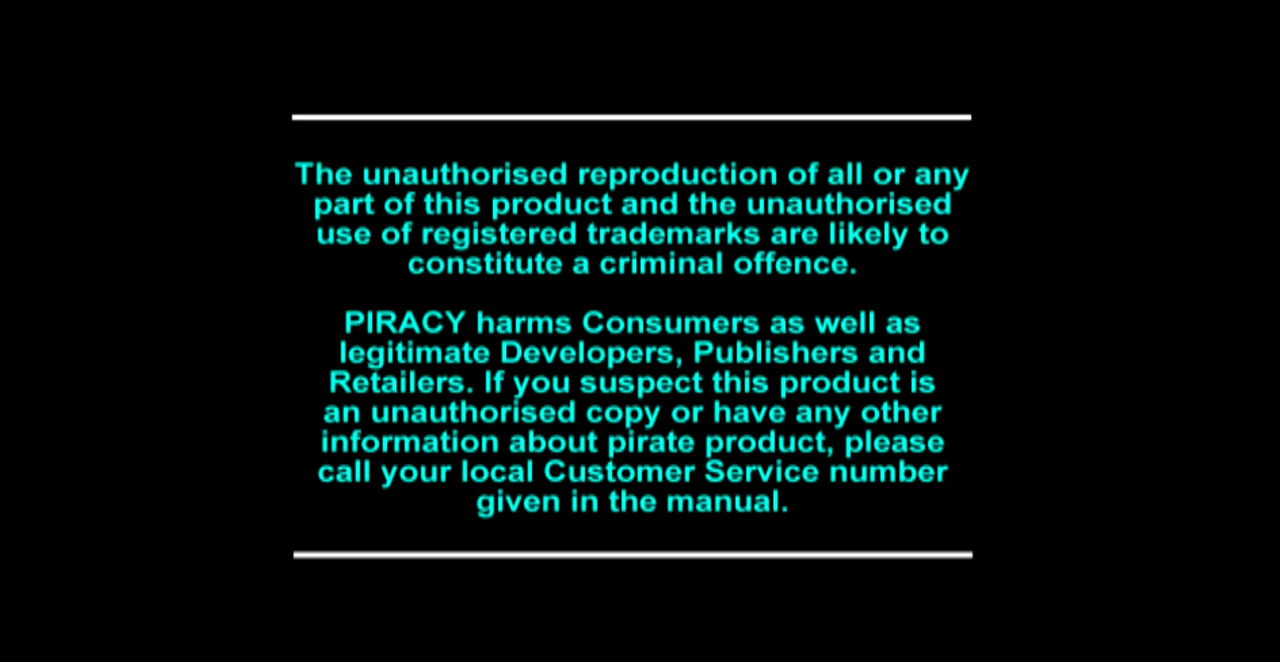 The unauthorised reproduction of all or any
part of this product and the unauthorised
use of registered trademarks are likely to
constitute a criminal offence.
PIRACY harms Consumers as well as
legitimate Developers, Publishers and
Retailers. If you suspect this product is
an unauthorised copy or have any other
information about pirate product, please
call your local Customer Service number
given in the manual.